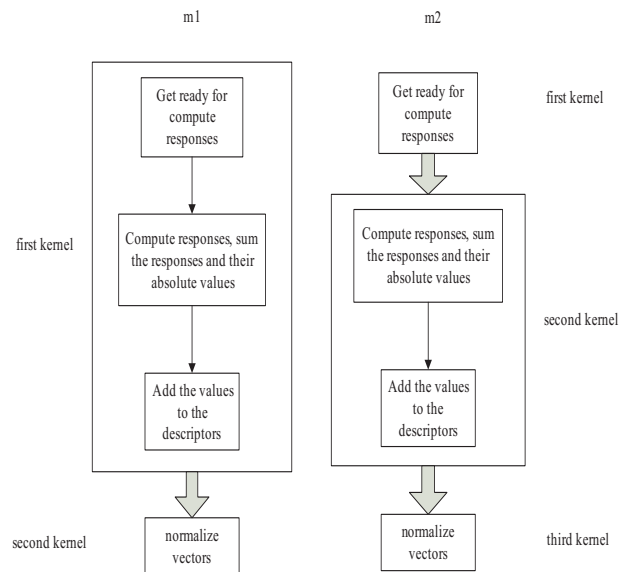 m1
Get ready for
compute
responses
first kernel
Compute responses, sum
the responses and their
absolute values
Add the values
to the
descriptors
second kernel
normalize
vectors
m2
Get ready for
compute
responses
first kernel
Compute responses, sum
the responses and their
absolute values
second kernel
Add the values
to the
descriptors
normalize
vectors
third kernel